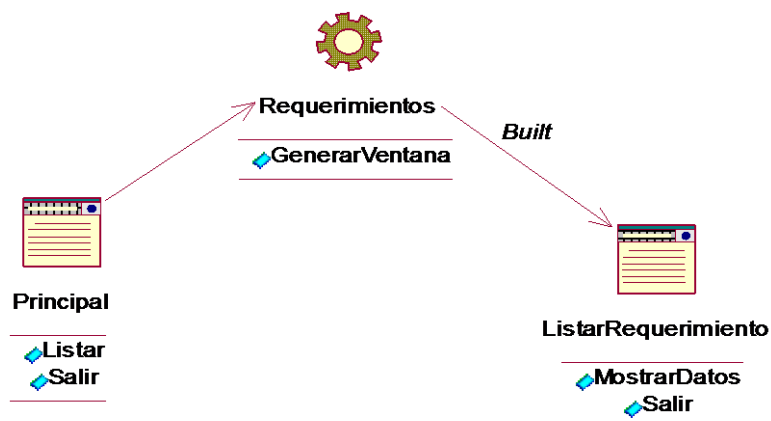 Requerimientos
Built
GenerarVentana
Principal
Listar
Salir
ListarRequerimiento
MostrarDatos
Salir